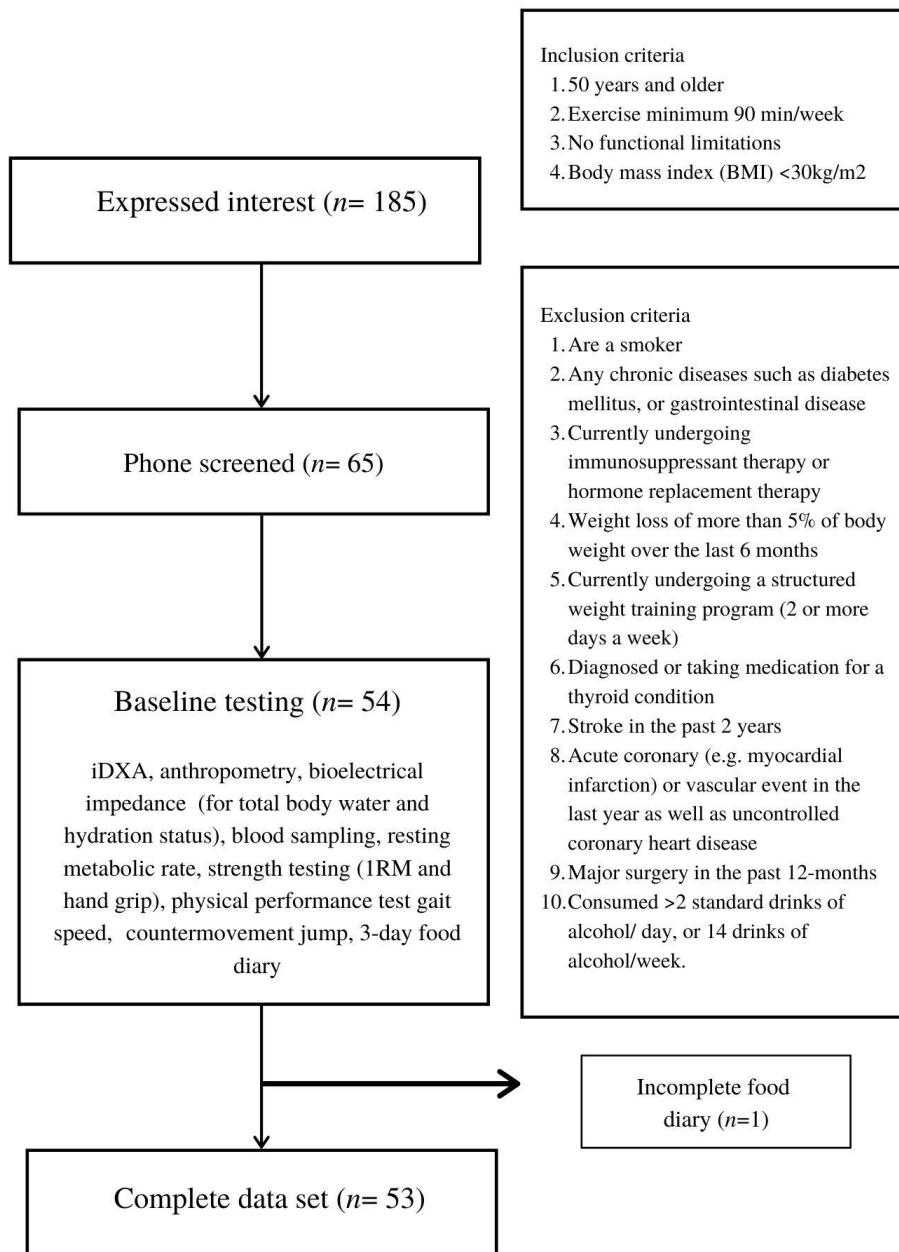 Inclusion criteria
1. 50 years and older
2. Exercise minimum 90 min/week
3. No functional limitations
4. Body mass index (BMI) <30kg/m2
Expressed interest (n= 185)
Exclusion criteria
1. Are a smoker
2. Any chronic diseases such as diabetes
mellitus, or gastrointestinal disease
3. Currently undergoing
immunosuppressant therapy or
hormone replacement therapy
4. Weight loss of more than 5% of body
weight over the last 6 months
5. Currently undergoing a structured
weight training program (2 or more
days a week)
6. Diagnosed or taking medication for a
thyroid condition
7. Stroke in the past 2 years
8. Acute coronary (e.g. myocardial
infarction) or vascular event in the
last year as well as uncontrolled
coronary heart disease
9. Major surgery in the past 12-months
10. Consumed >2 standard drinks of
alcohol/ day, or 14 drinks of
alcohol/week.
Phone screened (n= 65)
Baseline testing (n= 54)
iDXA, anthropometry, bioelectrical
impedance (for total body water and
hydration status), blood sampling, resting
metabolic rate, strength testing (1RM and
hand grip), physical performance test gait
speed, countermovement jump, 3-day food
diary
Incomplete food
diary (n=1)
Complete data set (n= 53)